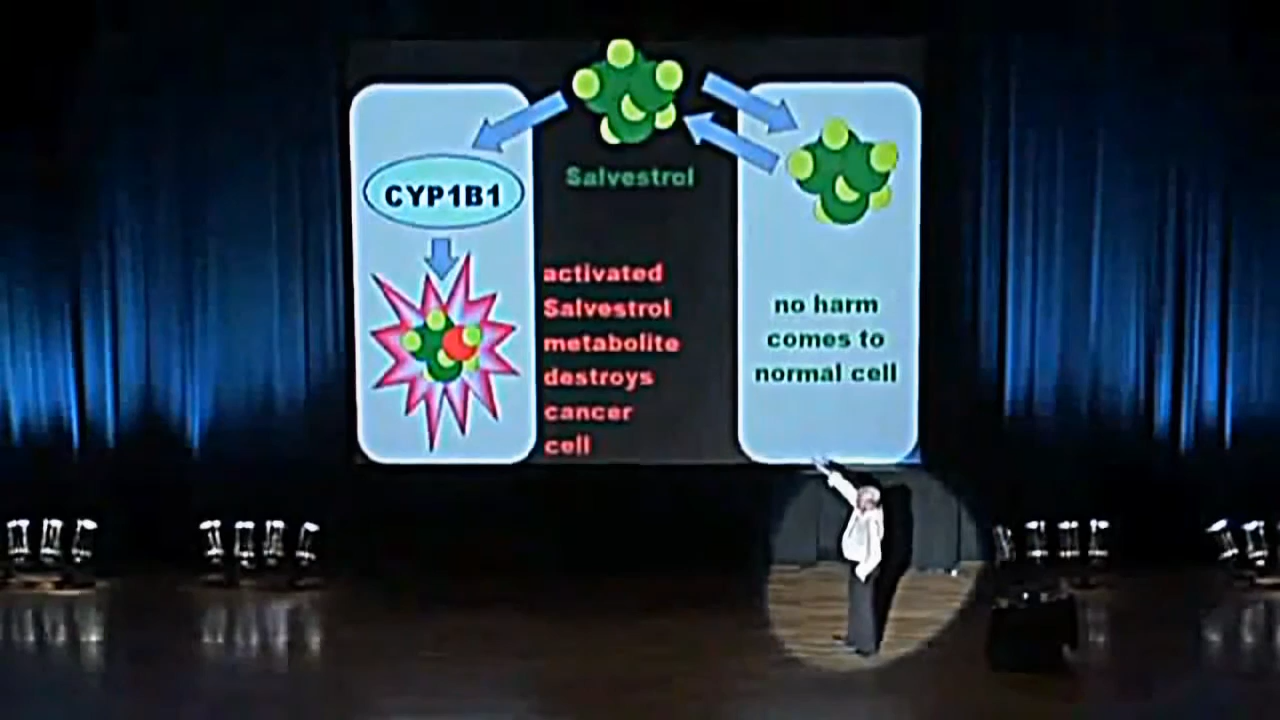 Salvestrol
CYP1B1
activated
Salvestrol
metabolite
destroys
cancer
cell
no harm
comes to
normal cell